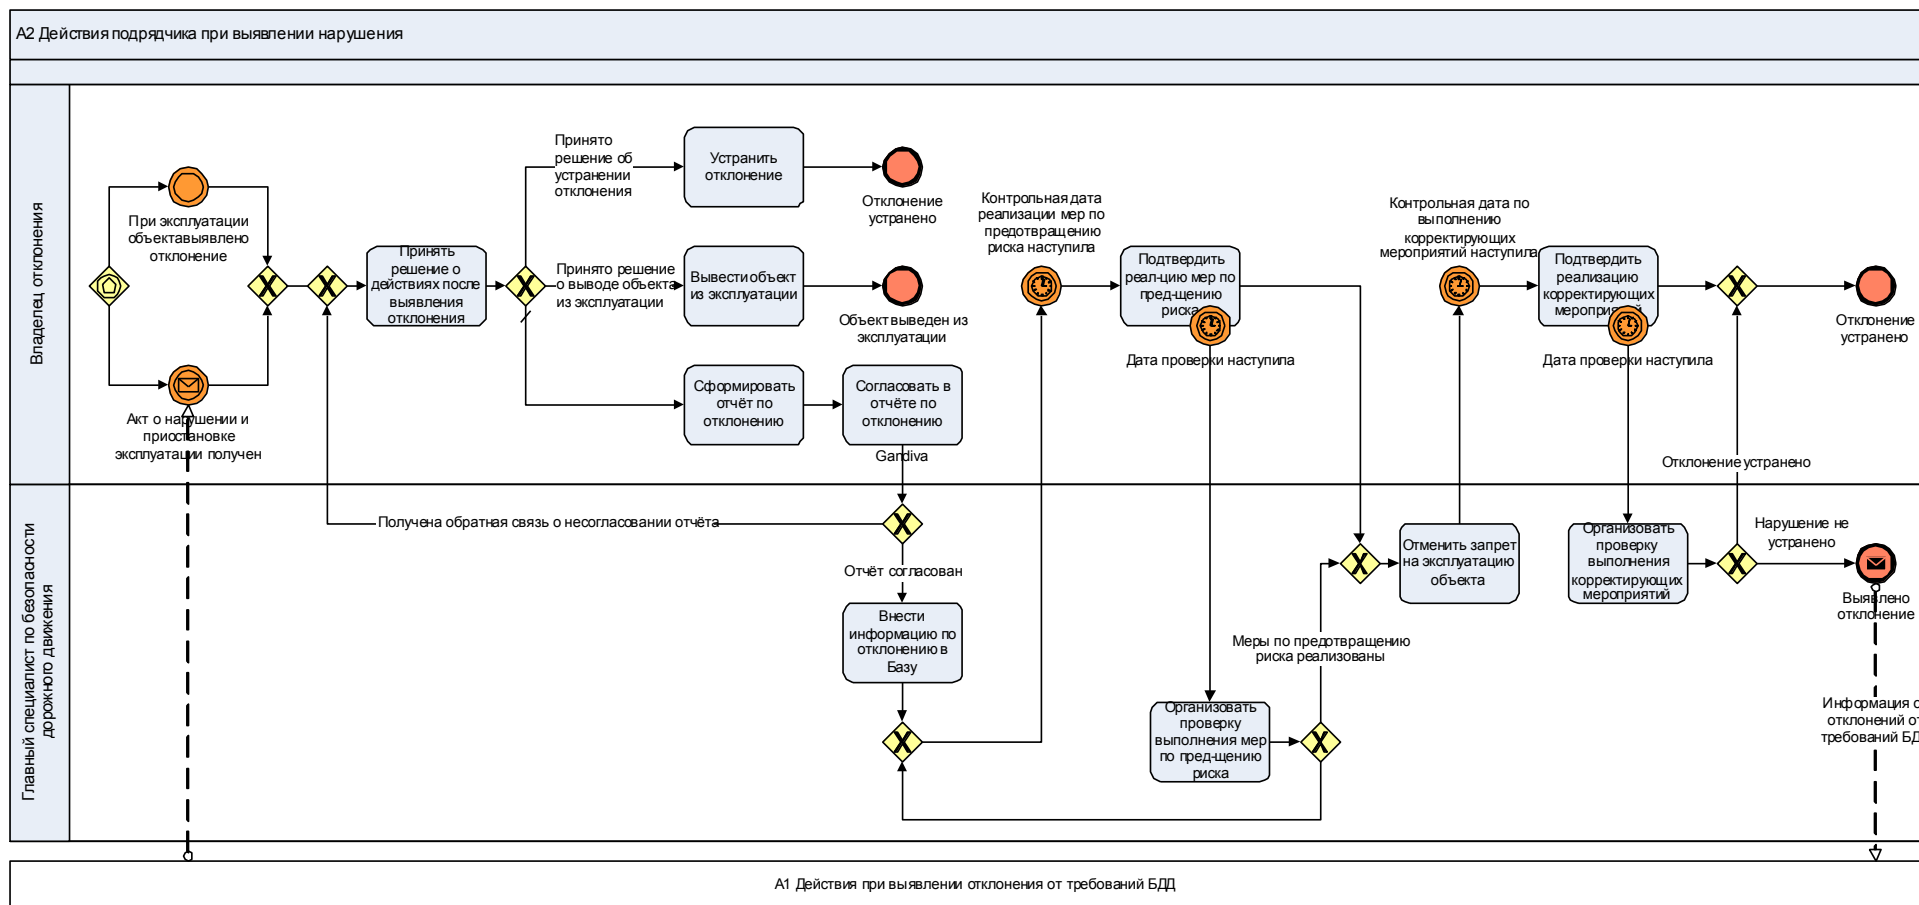 А2 Действия подрядчика при выявлении нарушения
Владелец отклонения
При эксплуатации
объектавыявлено
отклонение
Акт о нарушении и
приостановке
эксплуатации получен
Принять
решение о
действиях после
выявления
отклонения
Принято
решение об
устранении
отклонения
Устранить
отклонение
Отклонение
устранено
Принято решение
о выводе объекта
из эксплуатации
Вывести объект
из эксплуатации
Объект выведен из
эксплуатации
Сформировать
отчёт по
отклонению
Согласовать в
отчёте по
отклонению
Gandiva
Контрольная дата
реализации мер по
предотвращению
риска наступила
Подтвердить
реал-цию мер по
пред-щению
риска
Дата проверки наступила
Контрольная дата по
выполнению
корректирующих
мероприятий наступила
Подтвердить
реализацию
корректирующих
мероприятий
Дата проверки наступила
Отклонение
устранено
Отклонение устранено
Главный специалист по безопасности
дорожного движения
Получена обратная связь о несогласовании отчёта
Отчёт согласован
Внести
информацию по
отклонению в
Базу
Организовать
проверку
выполнения мер
по пред-щению
риска
Меры по предотвращению
риска реализованы
Отменить запрет
на эксплуатацию
объекта
Организовать
проверку
выполнения
корректирующих
мероприятий
Нарушение не
устранено
Выявлено
отклонение
Информация о
отклонений от
требований БД
А1 Действия при выявлении отклонения от требований БДД